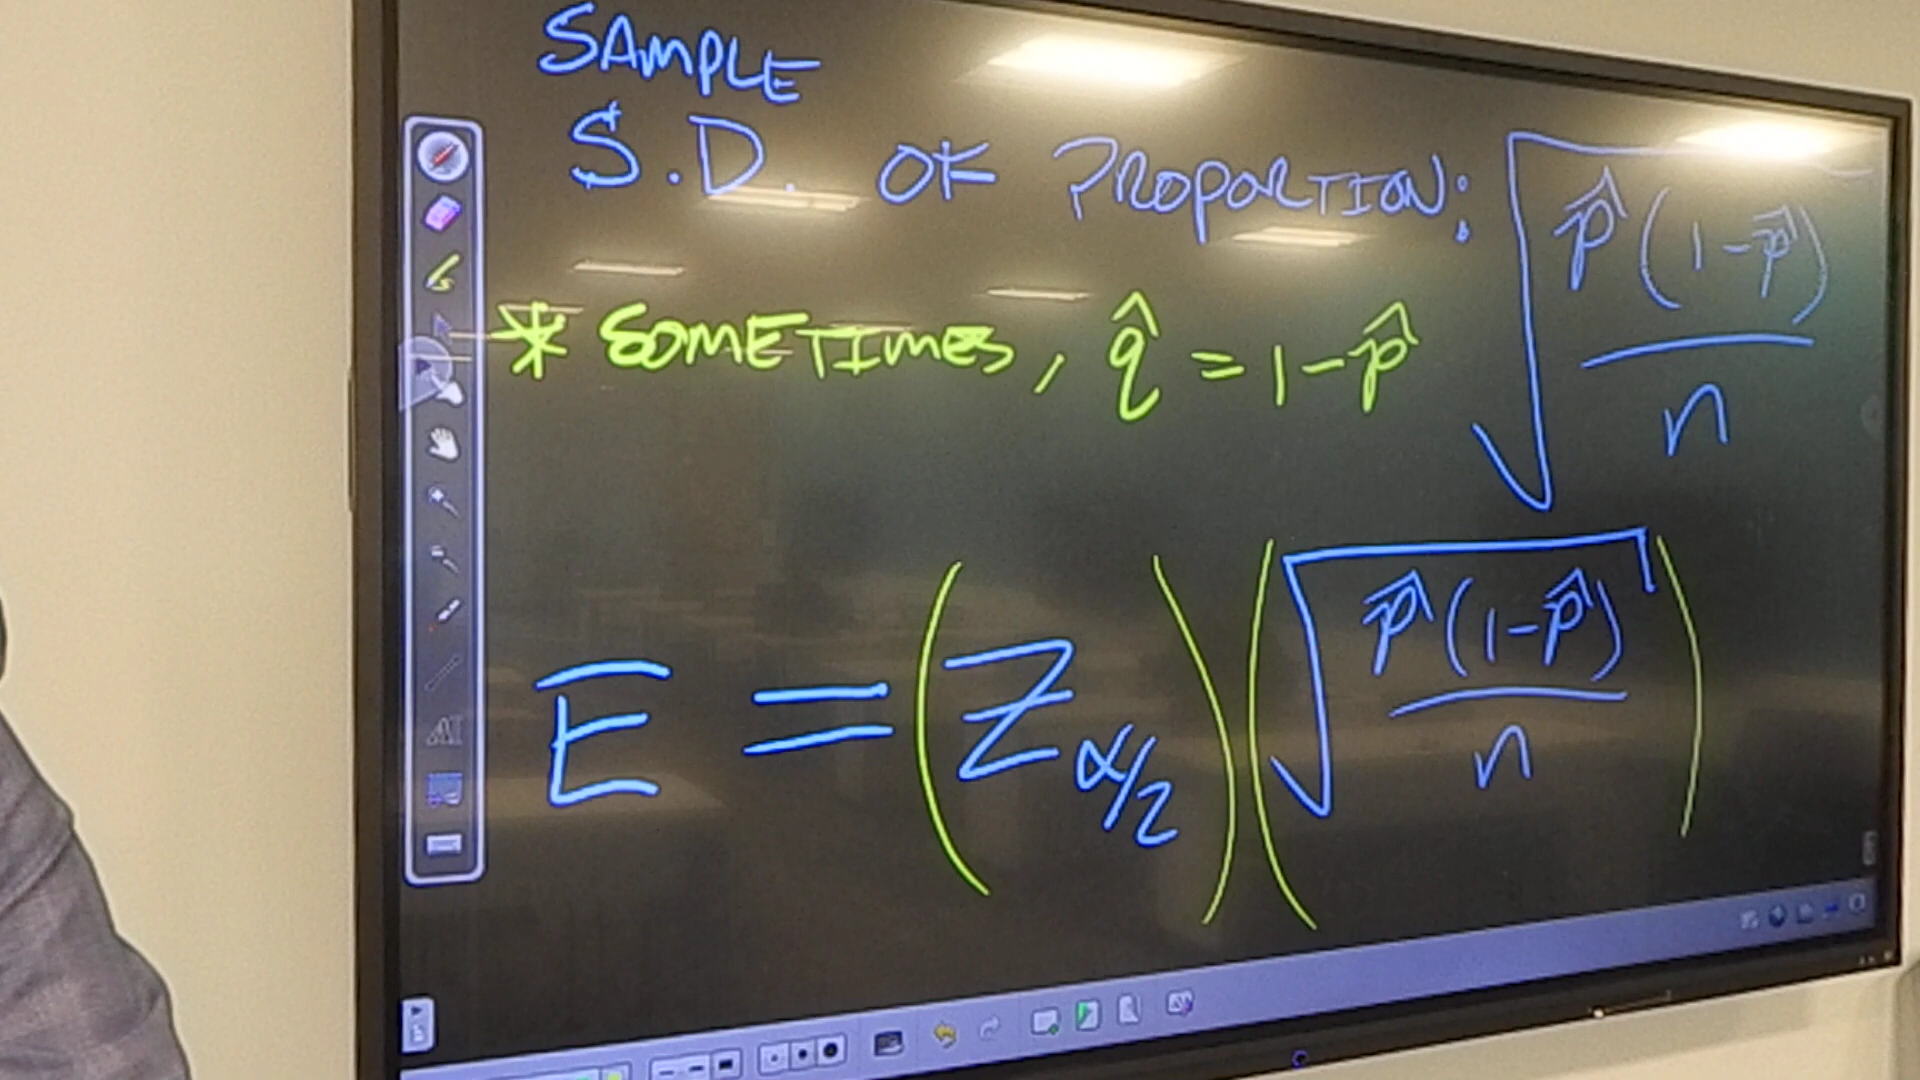 SAMPLE
S.D. OF PROPORTION: √(p̂(1-p̂)/n)
* SOMETIMES, q̂ = 1-p̂
E = (Z α/2)(√(p̂(1-p̂)/n))